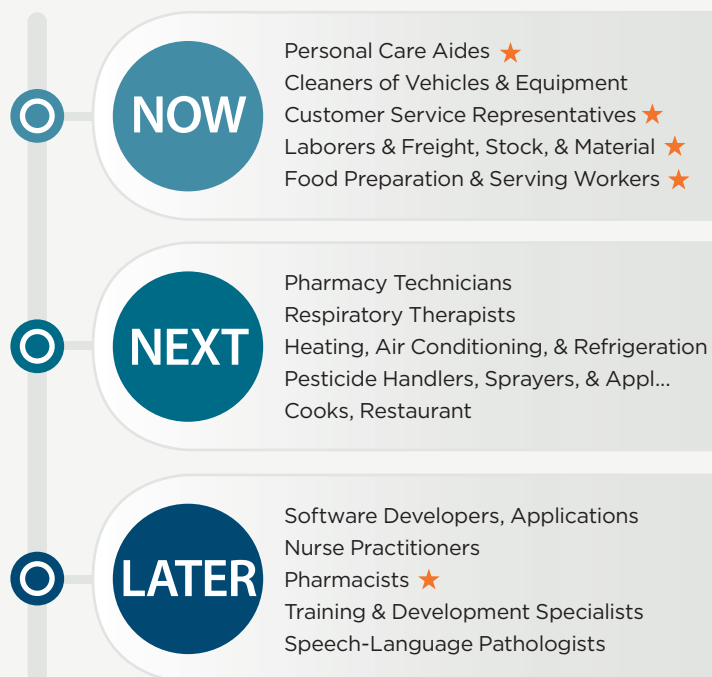 NOW
Personal Care Aides ★
Cleaners of Vehicles & Equipment
Customer Service Representatives ★
Laborers & Freight, Stock, & Material ★
Food Preparation & Serving Workers ★
NEXT
Pharmacy Technicians
Respiratory Therapists
Heating, Air Conditioning, & Refrigeration
Pesticide Handlers, Sprayers, & Appl...
Cooks, Restaurant
LATER
Software Developers, Applications
Nurse Practitioners
Pharmacists ★
Training & Development Specialists
Speech-Language Pathologists